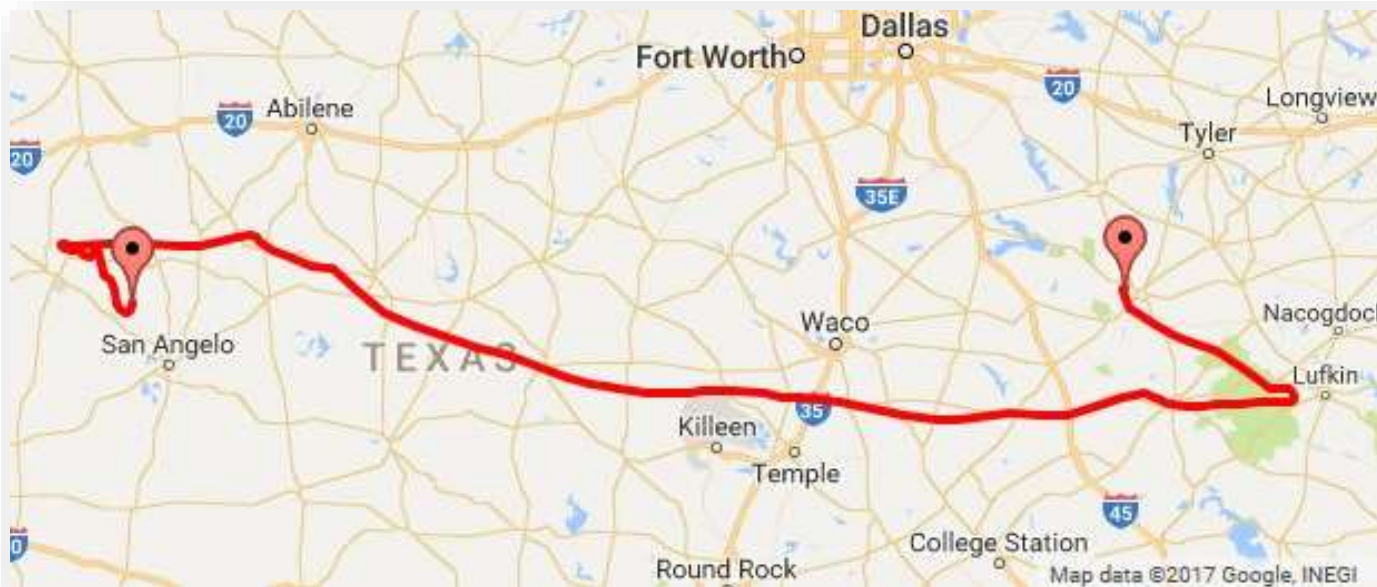 Dallas
Fort Worth
20
Longview
Abilene
20
Tyler
20
35E
Nacogdoch
Waco
San Angelo
TEXAS
Lufkin
35
Killeen
Temple
45
College Station
0
Round Rock
Map data ©2017 Google, INEGI